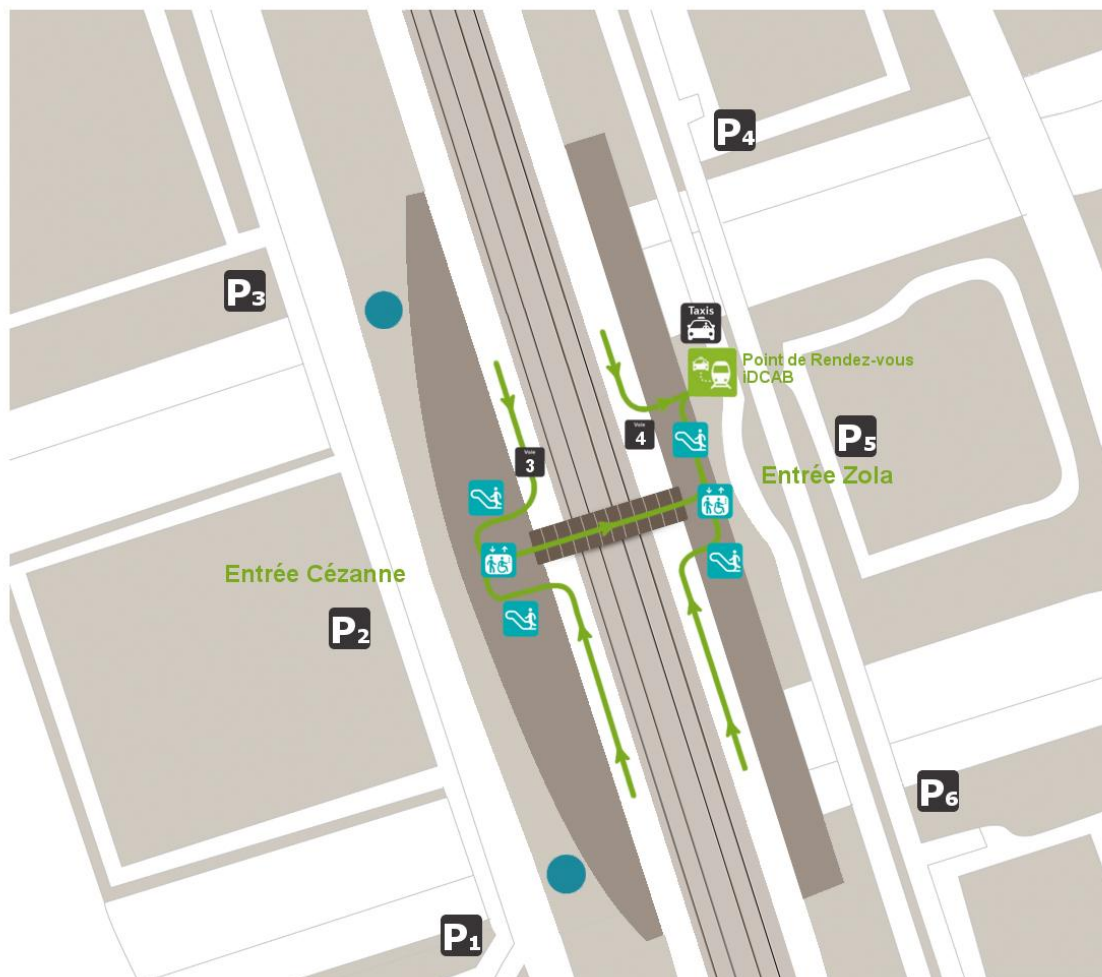 P4
P3
Taxis
Point de Rendez-vous
iDCAB
P5
Voie
4
Voie
3
Entrée Zola
Entrée Cézanne
P2
P6
P1